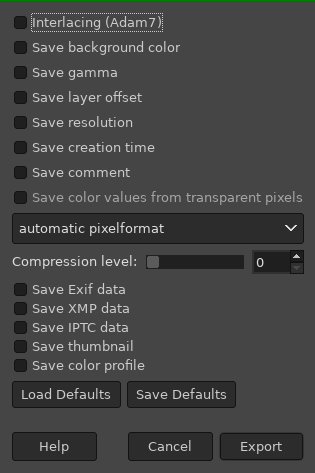 Interlacing (Adam7)
Save background color
Save gamma
Save layer offset
Save resolution
Save creation time
Save comment
Save color values from transparent pixels
automatic pixelformat
Compression level: 0
Save Exif data
Save XMP data
Save IPTC data
Save thumbnail
Save color profile
Load Defaults Save Defaults
Help Cancel Export